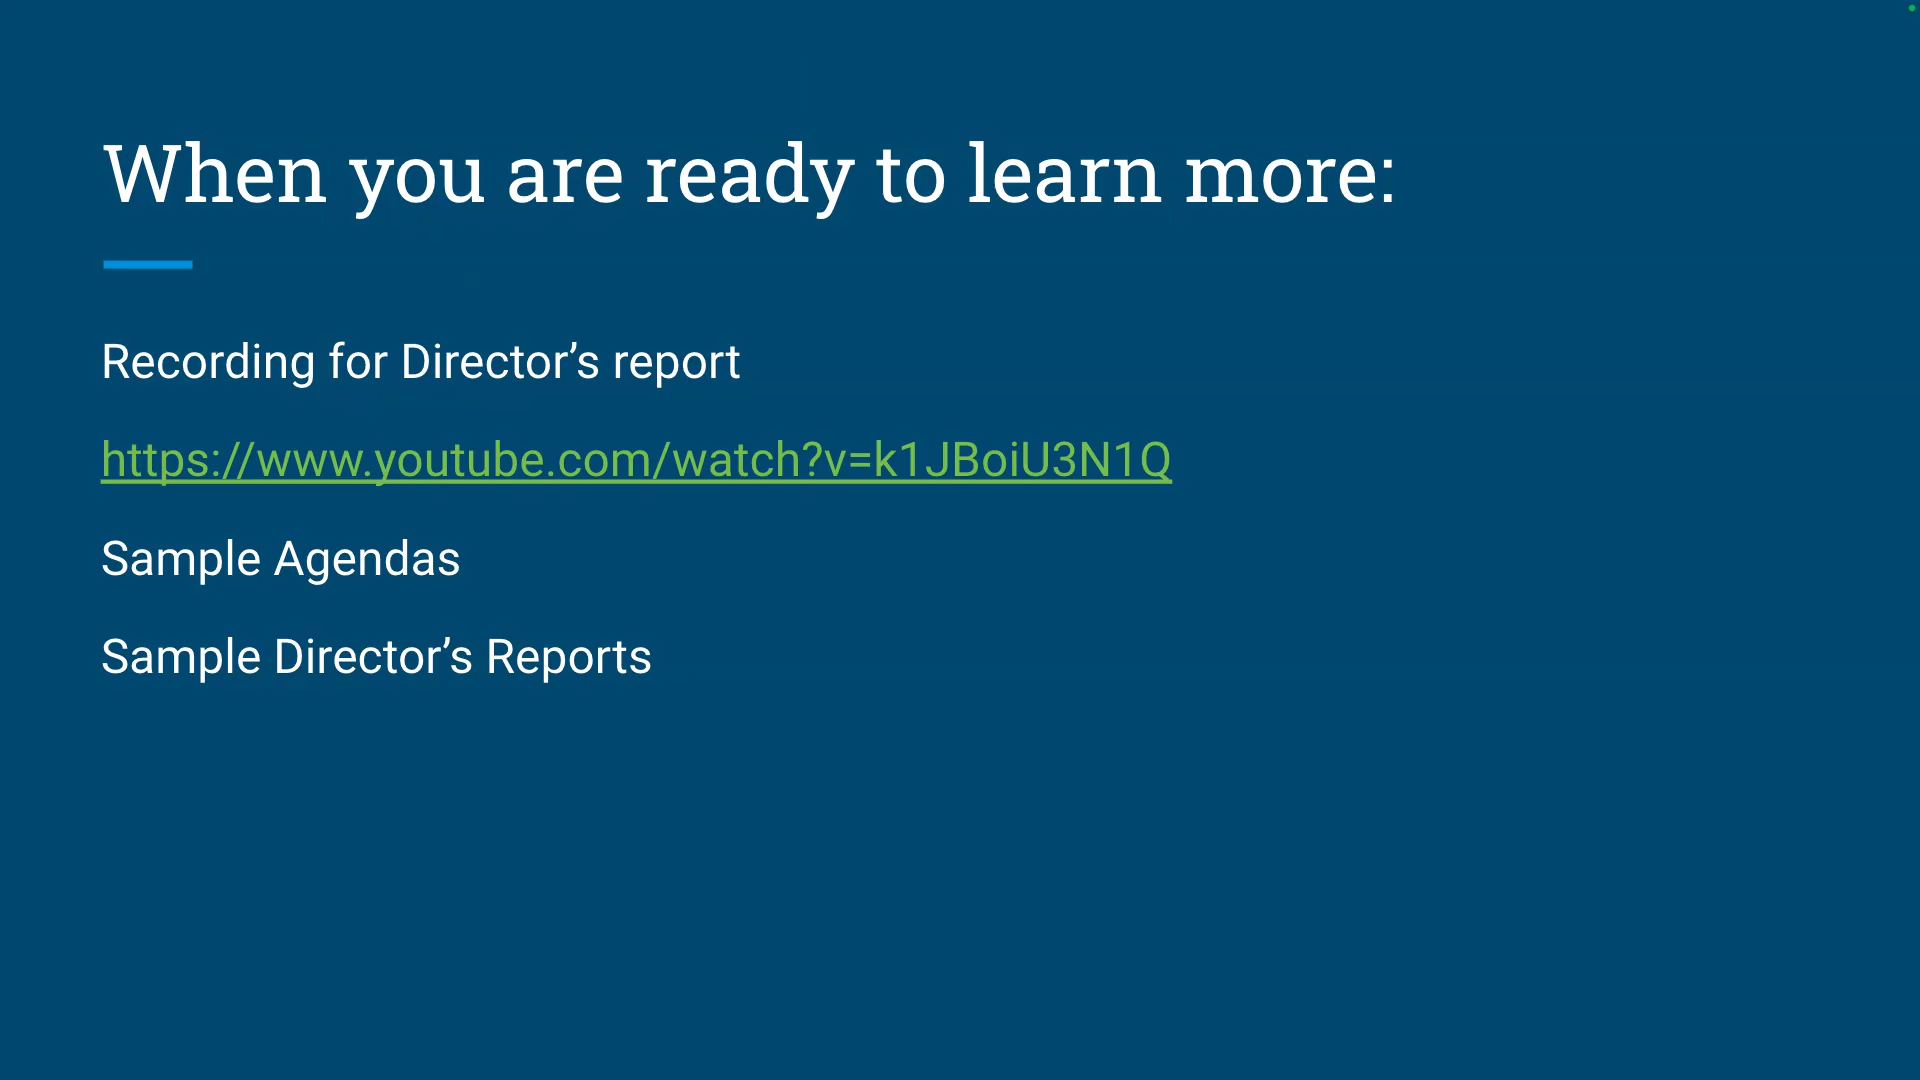 When you are ready to learn more:
Recording for Director’s report
https://www.youtube.com/watch?v=k1JBoiU3N1Q
Sample Agendas
Sample Director’s Reports